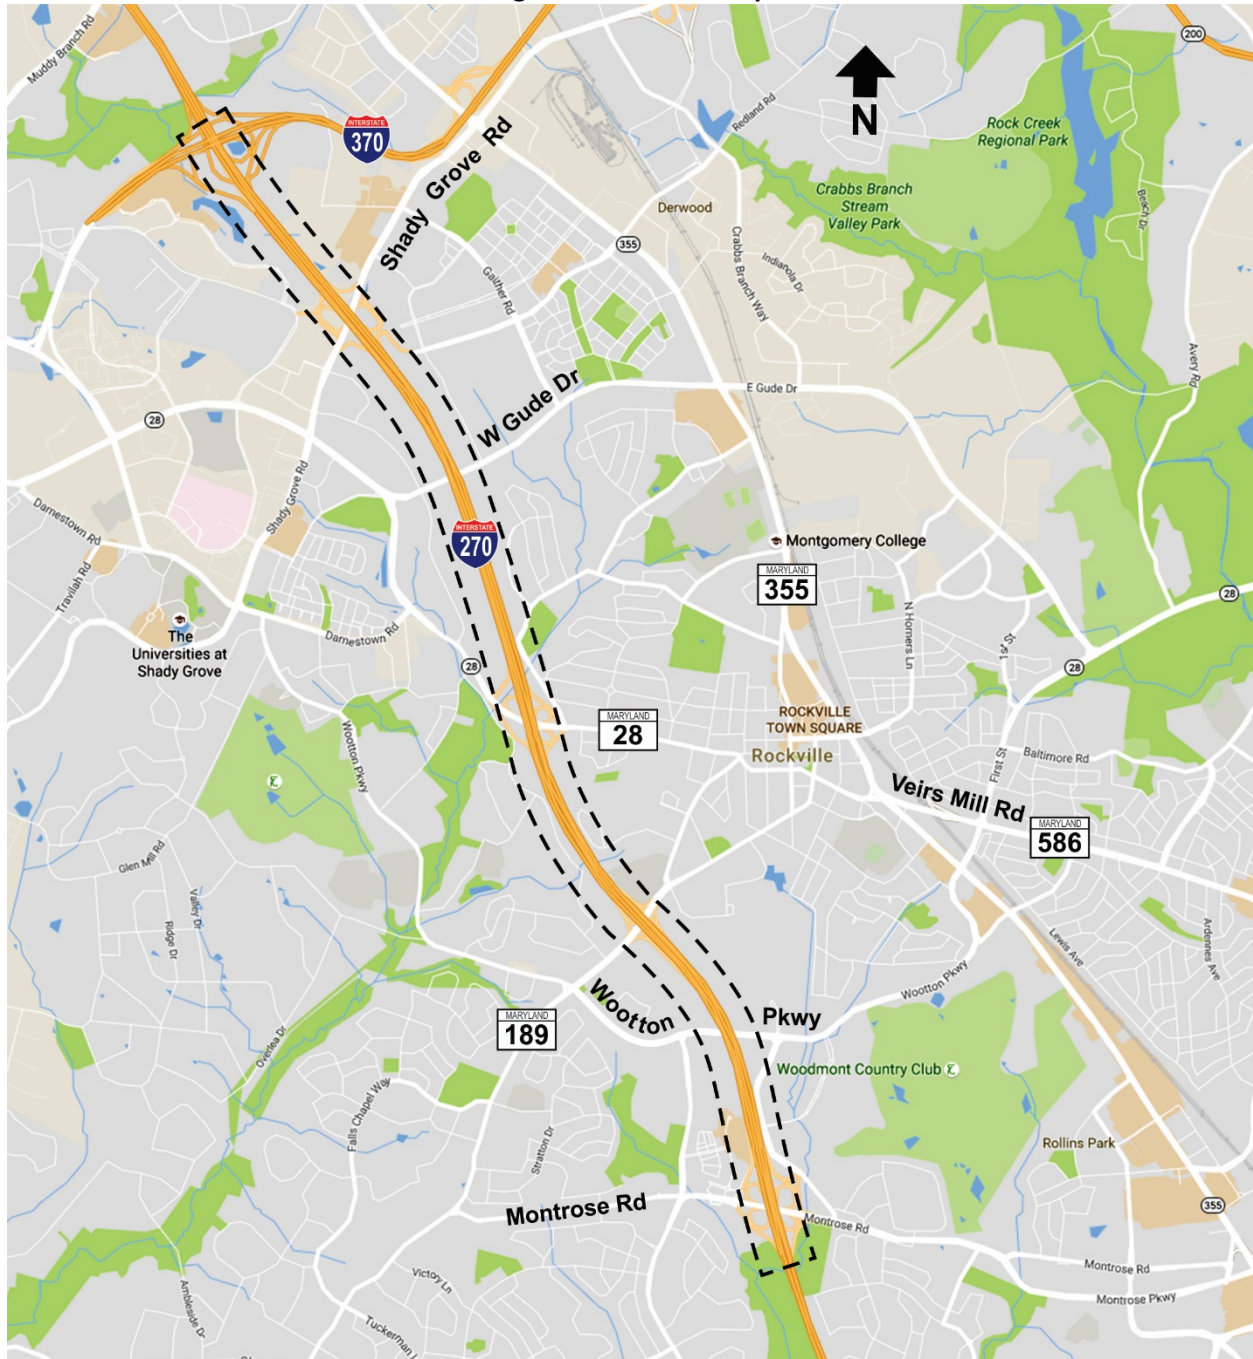 Muddy Branch Rd
200
INTERSTATE
370
N
Redland Rd
Rock Creek
Regional Park
Shady Grove Rd
Crabbs Branch
Stream
Valley Park
Beach Dr
Derwood
355
Crabbs Branch Way
Indianola Dr
Gaither Rd
Avery Rd
W Gude Dr
E Gude Dr
28
Shady Grove Rd
Darnestown Rd
INTERSTATE
270
Montgomery College
MARYLAND
355
Travilah Rd
The
Universities at
Shady Grove
Darnestown Rd
28
N Horners Ln
1st St
28
28
MARYLAND
28
ROCKVILLE
TOWN SQUARE
Rockville
Wootton Pkwy
First St
Baltimore Rd
Veirs Mill Rd
MARYLAND
586
Glen Mill Rd
Valley Dr
Ridge Dr
Ardennes Ave
Lewis Ave
Wootton Pkwy
Wootton
Pkwy
MARYLAND
189
Overlea Dr
Woodmont Country Club
Falls Chapel Way
Stratton Dr
Rollins Park
Montrose Rd
Montrose Rd
355
Montrose Rd
Montrose Pkwy
Victory Ln
Ambleside Dr
Tuckerman